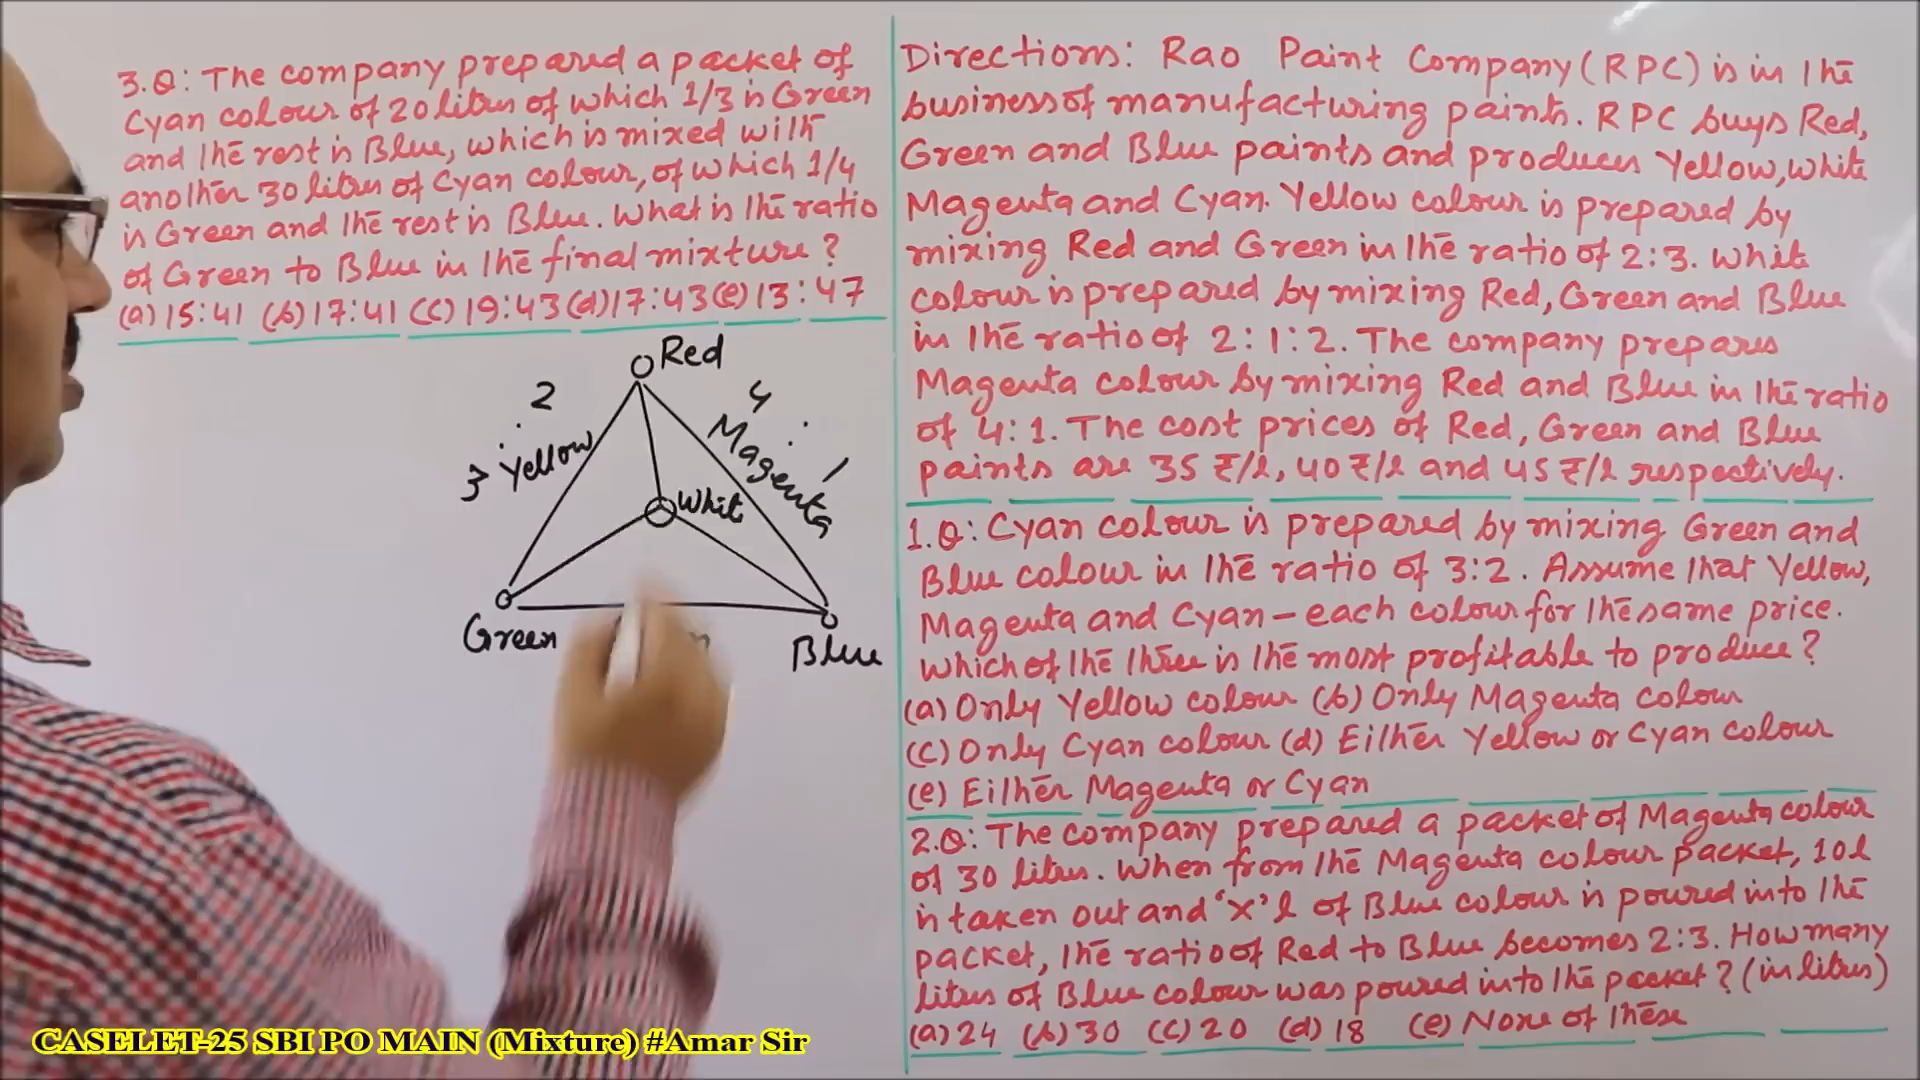 3.Q: The company prepared a packet of
Cyan colour of 20 litres of which 1/3 is Green
and the rest is Blue, which is mixed with
another 30 litres of Cyan colour, of which 1/4
is Green and the rest is Blue. What is the ratio
of Green to Blue in the final mixture?
(a) 15:41 (b) 17:41 (c) 19:43 (d) 17:43 (e) 13:47
Red
2
:
3
Yellow
4
:
1
Magenta
White
Green
Blue
Directions: Rao Paint Company (RPC) is in the
business of manufacturing paints. RPC buys Red,
Green and Blue paints and produces Yellow, White
Magenta and Cyan. Yellow colour is prepared by
mixing Red and Green in the ratio of 2:3. White
colour is prepared by mixing Red, Green and Blue
in the ratio of 2:1:2. The company prepares
Magenta colour by mixing Red and Blue in the ratio
of 4:1. The cost prices of Red, Green and Blue
paints are 35 ₹/l, 40 ₹/l and 45 ₹/l respectively.
1.Q: Cyan colour is prepared by mixing Green and
Blue colour in the ratio of 3:2. Assume that Yellow,
Magenta and Cyan - each colour for the same price.
Which of the three is the most profitable to produce?
(a) Only Yellow colour (b) Only Magenta colour
(c) Only Cyan colour (d) Either Yellow or Cyan colour
(e) Either Magenta or Cyan
2.Q: The company prepared a packet of Magenta colour
of 30 litres. When from the Magenta colour packet, 10 l
is taken out and 'x' l of Blue colour is poured into the
packet, the ratio of Red to Blue becomes 2:3. How many
litres of Blue colour was poured into the packet? (in litres)
(a) 24 (b) 30 (c) 20 (d) 18 (e) None of these
CASELET-25 SBI PO MAIN (Mixture) #Amar Sir